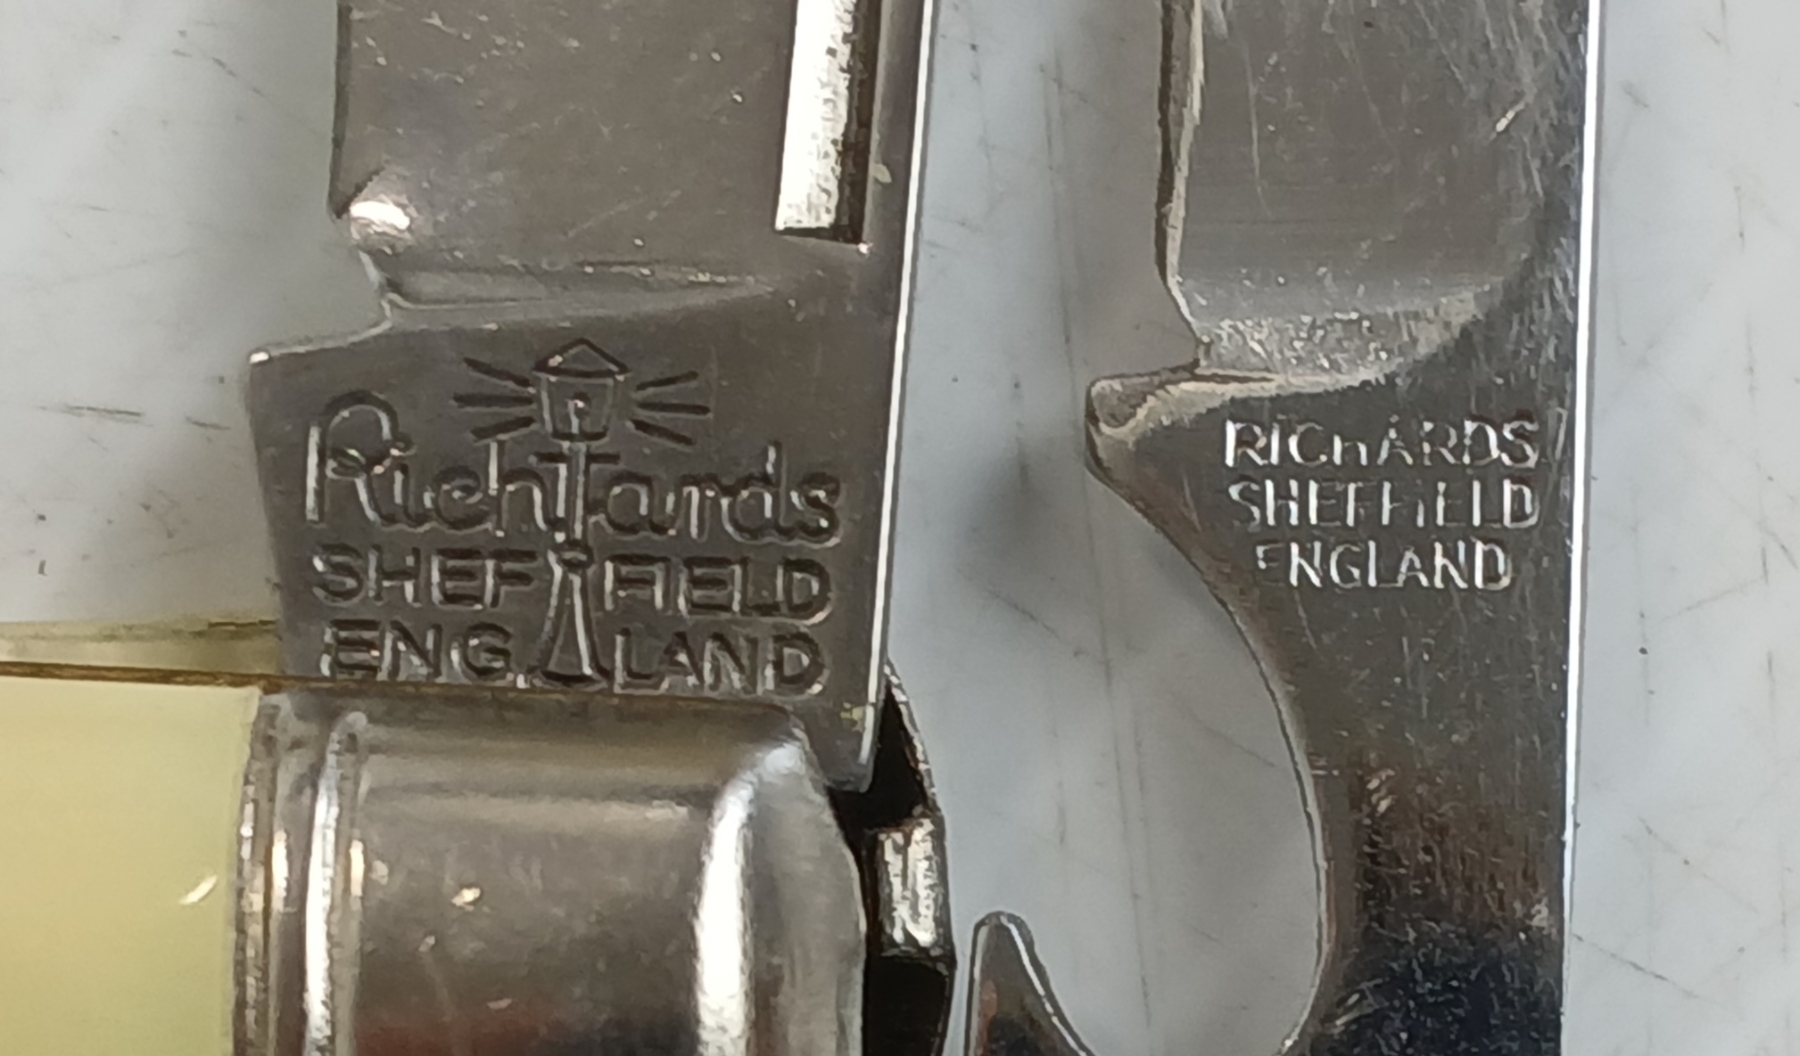 Richards
SHEFFIELD
ENGLAND
RICHARDS
SHEFFIELD
ENGLAND